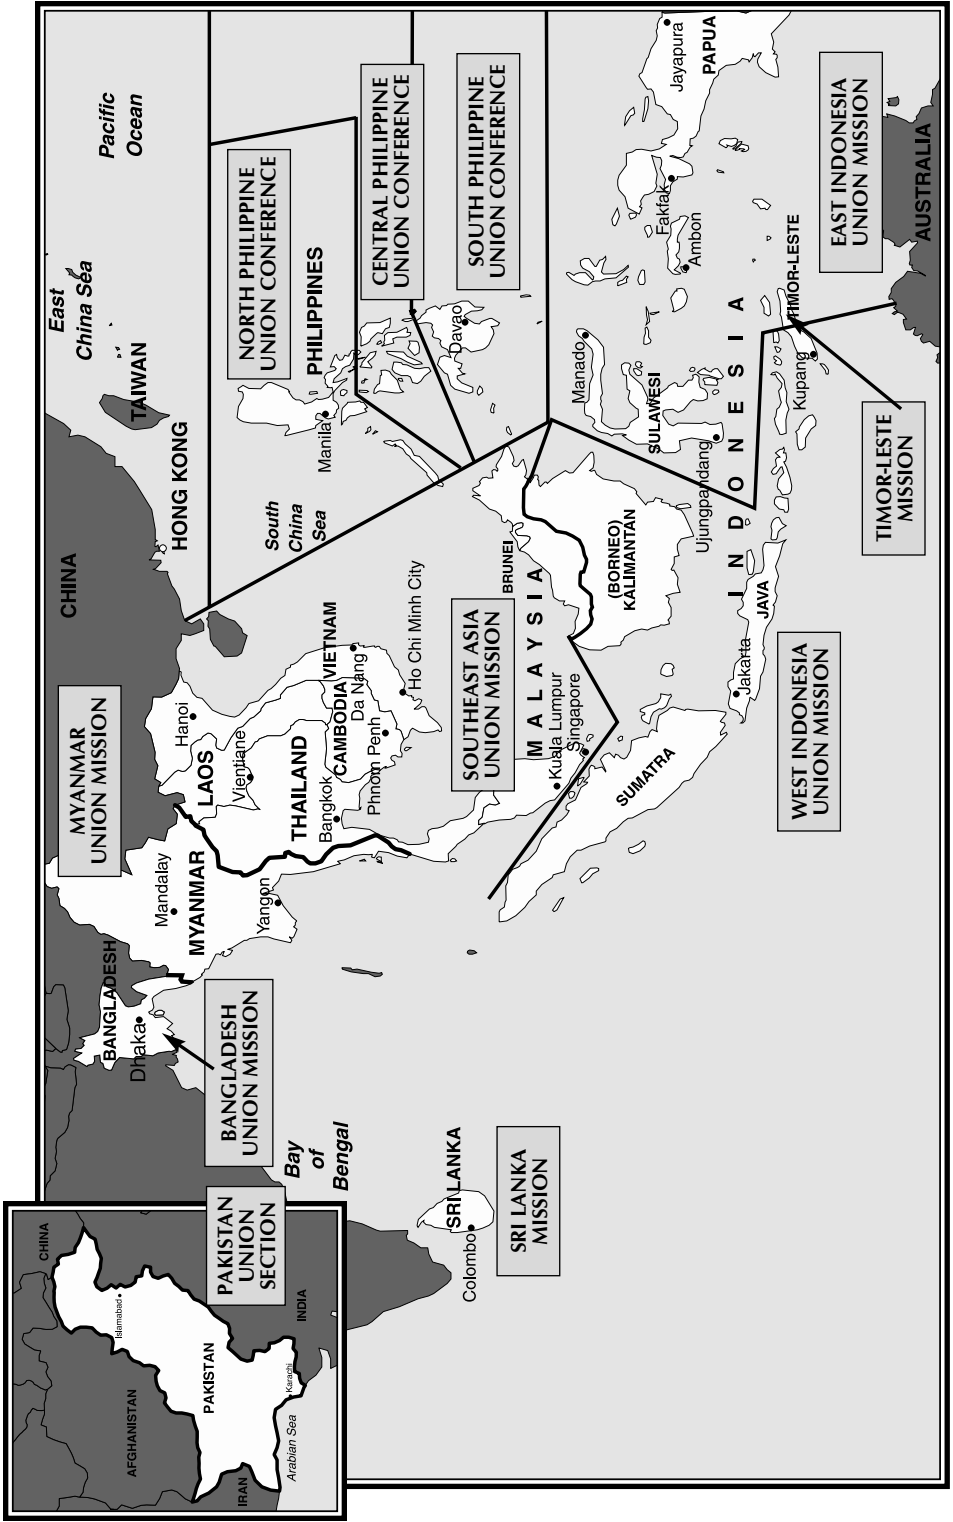 CHINA
AFGHANISTAN
IRAN
PAKISTAN
INDIA
Islamabad
Karachi
Arabian Sea
PAKISTAN
UNION
SECTION
MYANMAR
UNION MISSION
BANGLADESH
Dhaka
BANGLADESH
UNION MISSION
Bay
of
Bengal
SRI LANKA
Colombo
SRI LANKA
MISSION
Mandalay
MYANMAR
Yangon
CHINA
Hanoi
LAOS
Vientiane
THAILAND
Bangkok
CAMBODIA
Phnom Penh
VIETNAM
Da Nang
Ho Chi Minh City
HONG KONG
TAIWAN
East
China Sea
Pacific
Ocean
South
China
Sea
NORTH PHILIPPINE
UNION CONFERENCE
PHILIPPINES
Manila
CENTRAL PHILIPPINE
UNION CONFERENCE
SOUTH PHILIPPINE
UNION CONFERENCE
Davao
SOUTHEAST ASIA
UNION MISSION
BRUNEI
MALAYSIA
Kuala Lumpur
Singapore
SUMATRA
(BORNEO)
KALIMANTAN
Manado
SULAWESI
Ujungpandang
INDONESIA
Jakarta
JAVA
WEST INDONESIA
UNION MISSION
Jayapura
PAPUA
Fakfak
Ambon
TIMOR-LESTE
Kupang
TIMOR-LESTE
MISSION
EAST INDONESIA
UNION MISSION
AUSTRALIA